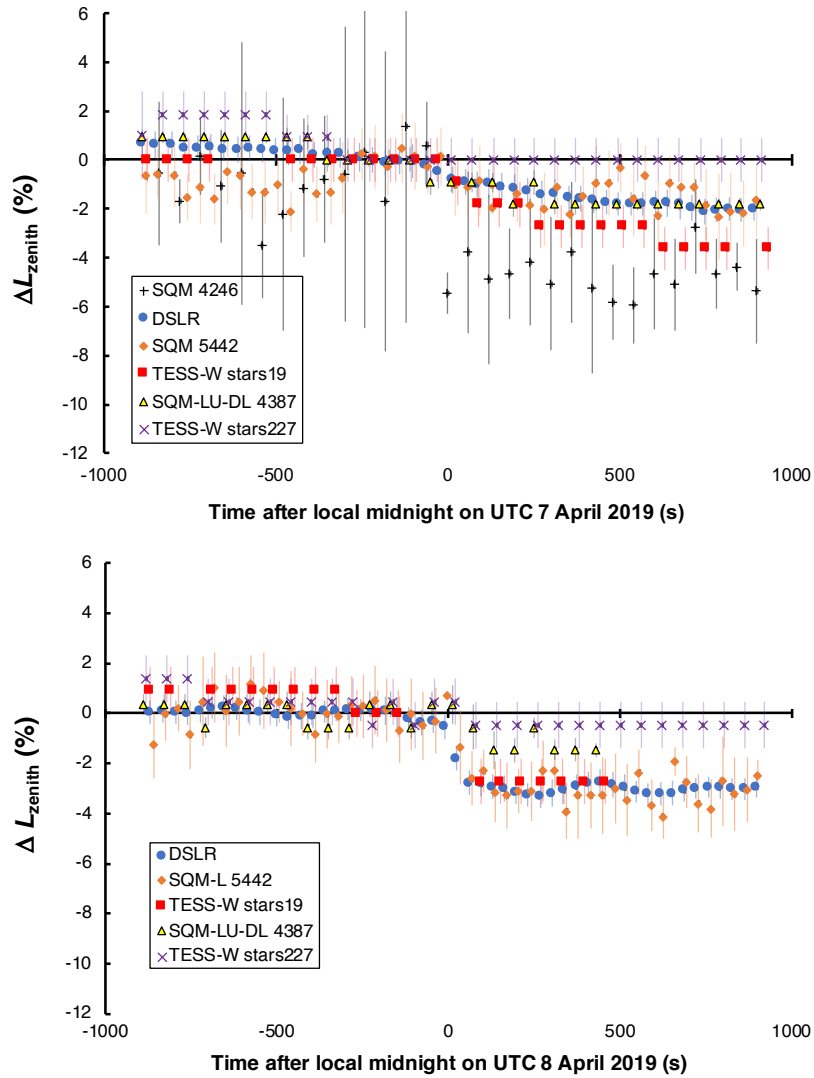 6
4
2
0
-2
-4
-6
-8
-10
-12
ΔLzenith (%)
SQM 4246
DSLR
SQM 5442
TESS-W stars19
SQM-LU-DL 4387
TESS-W stars227
-1000 -500 0 500 1000
Time after local midnight on UTC 7 April 2019 (s)
6
4
2
0
-2
-4
-6
-8
-10
-12
Δ Lzenith (%)
DSLR
SQM-L 5442
TESS-W stars19
SQM-LU-DL 4387
TESS-W stars227
-1000 -500 0 500 1000
Time after local midnight on UTC 8 April 2019 (s)